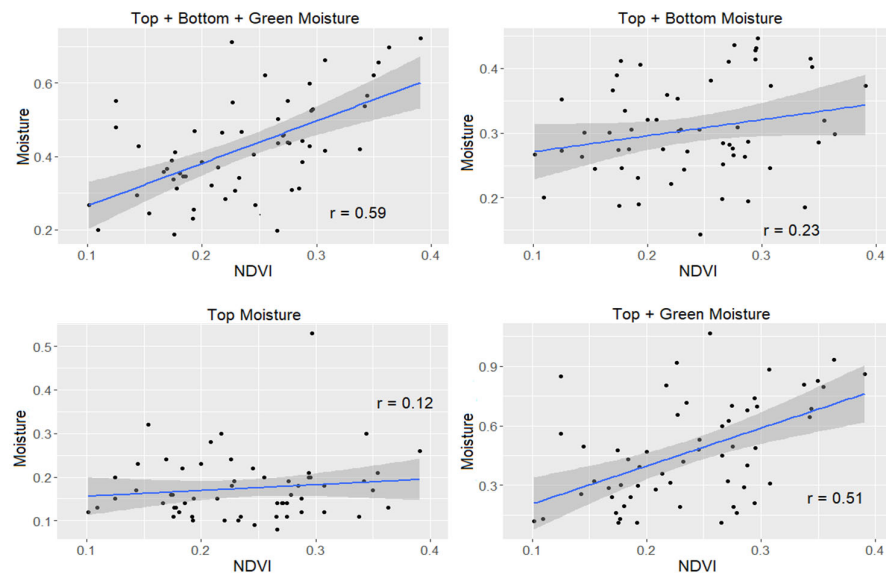 Top + Bottom + Green Moisture
Moisture
0.6
0.4
0.2
r = 0.59
0.1 0.2 0.3 0.4
NDVI
Top + Bottom Moisture
Moisture
0.4
0.3
0.2
r = 0.23
0.1 0.2 0.3 0.4
NDVI
Top Moisture
Moisture
0.5
0.4
0.3
0.2
0.1
r = 0.12
0.1 0.2 0.3 0.4
NDVI
Top + Green Moisture
Moisture
0.9
0.6
0.3
r = 0.51
0.1 0.2 0.3 0.4
NDVI